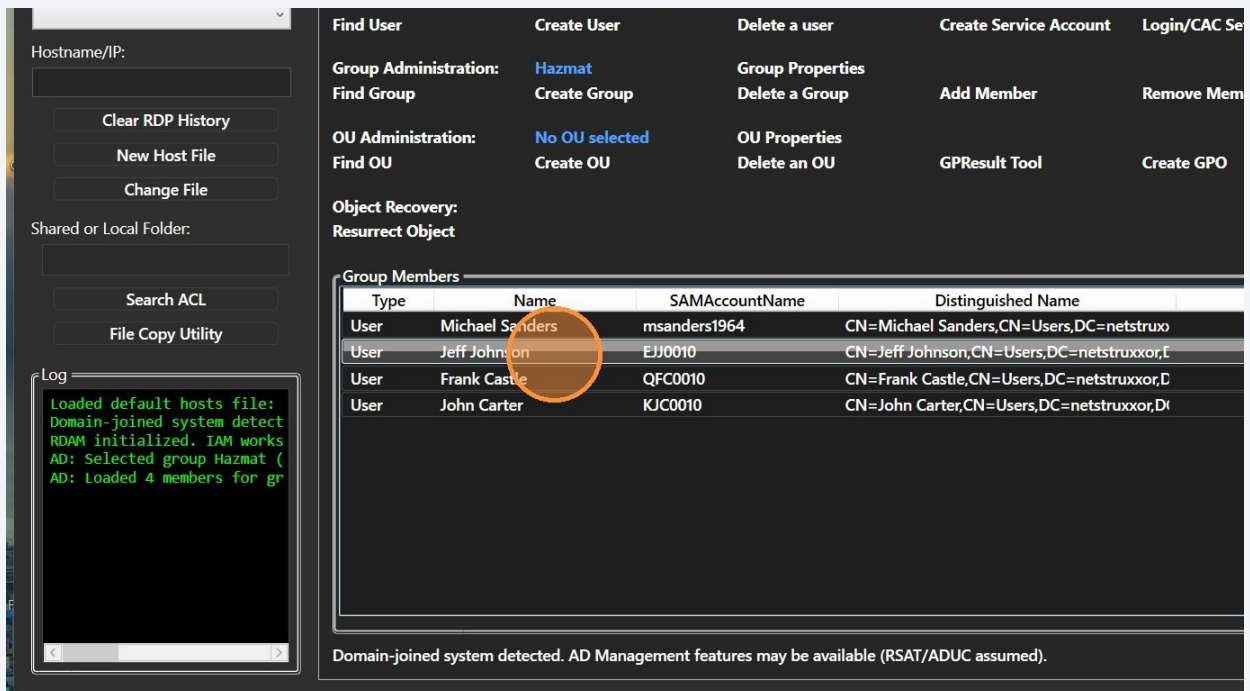 Hostname/IP:
Clear RDP History
New Host File
Change File
Shared or Local Folder:
Search ACL
File Copy Utility
Log
Loaded default hosts file:
Domain-joined system detect
RDAM initialized. IAM works
AD: Selected group Hazmat (
AD: Loaded 4 members for gr
Find User Create User Delete a user Create Service Account Login/CAC Se
Group Administration: Hazmat Group Properties
Find Group Create Group Delete a Group Add Member Remove Mem
OU Administration: No OU selected OU Properties
Find OU Create OU Delete an OU GPResult Tool Create GPO
Object Recovery:
Resurrect Object
Group Members
Type Name SAMAccountName Distinguished Name
User Michael Sanders msanders1964 CN=Michael Sanders,CN=Users,DC=netstrux
User Jeff Johnson EJJ0010 CN=Jeff Johnson,CN=Users,DC=netstruxxor,
User Frank Castle QFC0010 CN=Frank Castle,CN=Users,DC=netstruxxor,D
User John Carter KJC0010 CN=John Carter,CN=Users,DC=netstruxxor,D
Domain-joined system detected. AD Management features may be available (RSAT/ADUC assumed).